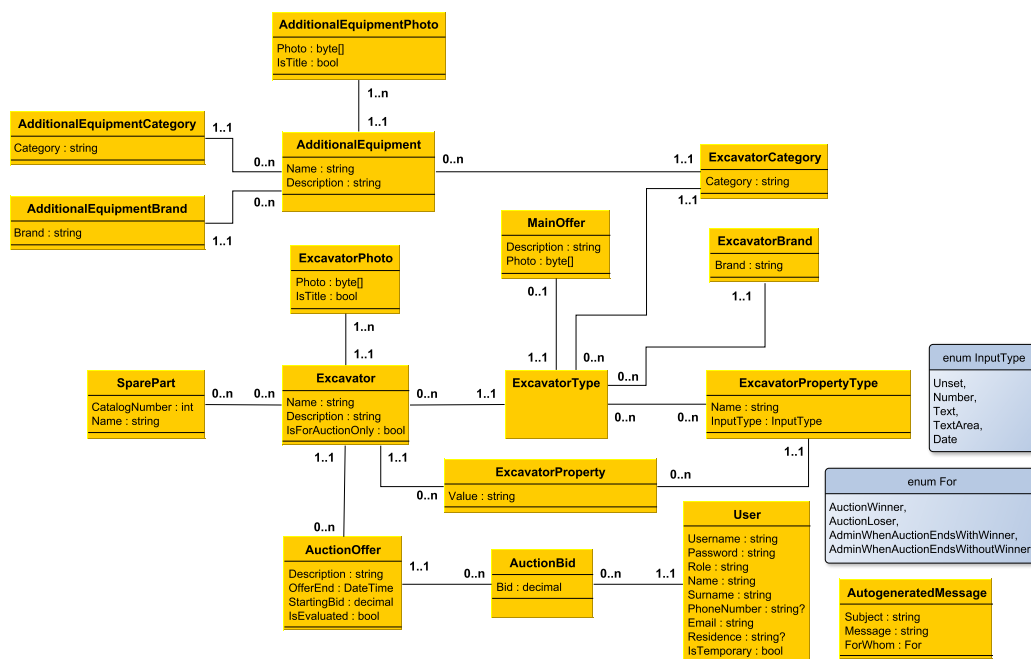 AdditionalEquipmentPhoto
Photo : byte[]
IsTitle : bool
1..n
1..1
AdditionalEquipmentCategory
Category : string
1..1
0..n
AdditionalEquipment
Name : string
Description : string
0..n
1..1
ExcavatorCategory
Category : string
1..1
AdditionalEquipmentBrand
Brand : string
0..n
1..1
MainOffer
Description : string
Photo : byte[]
0..1
1..1
ExcavatorBrand
Brand : string
1..1
ExcavatorPhoto
Photo : byte[]
IsTitle : bool
1..n
1..1
0..n
0..n
enum InputType
Unset,
Number,
Text,
TextArea,
Date
SparePart
CatalogNumber : int
Name : string
0..n
0..n
Excavator
Name : string
Description : string
IsForAuctionOnly : bool
0..n
1..1
ExcavatorType
0..n
0..n
ExcavatorPropertyType
Name : string
InputType : InputType
1..1
1..1
1..1
0..n
ExcavatorProperty
Value : string
0..n
enum For
AuctionWinner,
AuctionLoser,
AdminWhenAuctionEndsWithWinner,
AdminWhenAuctionEndsWithoutWinner
0..n
AuctionOffer
Description : string
OfferEnd : DateTime
StartingBid : decimal
IsEvaluated : bool
1..1
0..n
AuctionBid
Bid : decimal
0..n
1..1
User
Username : string
Password : string
Role : string
Name : string
Surname : string
PhoneNumber : string?
Email : string
Residence : string?
IsTemporary : bool
AutogeneratedMessage
Subject : string
Message : string
ForWhom : For